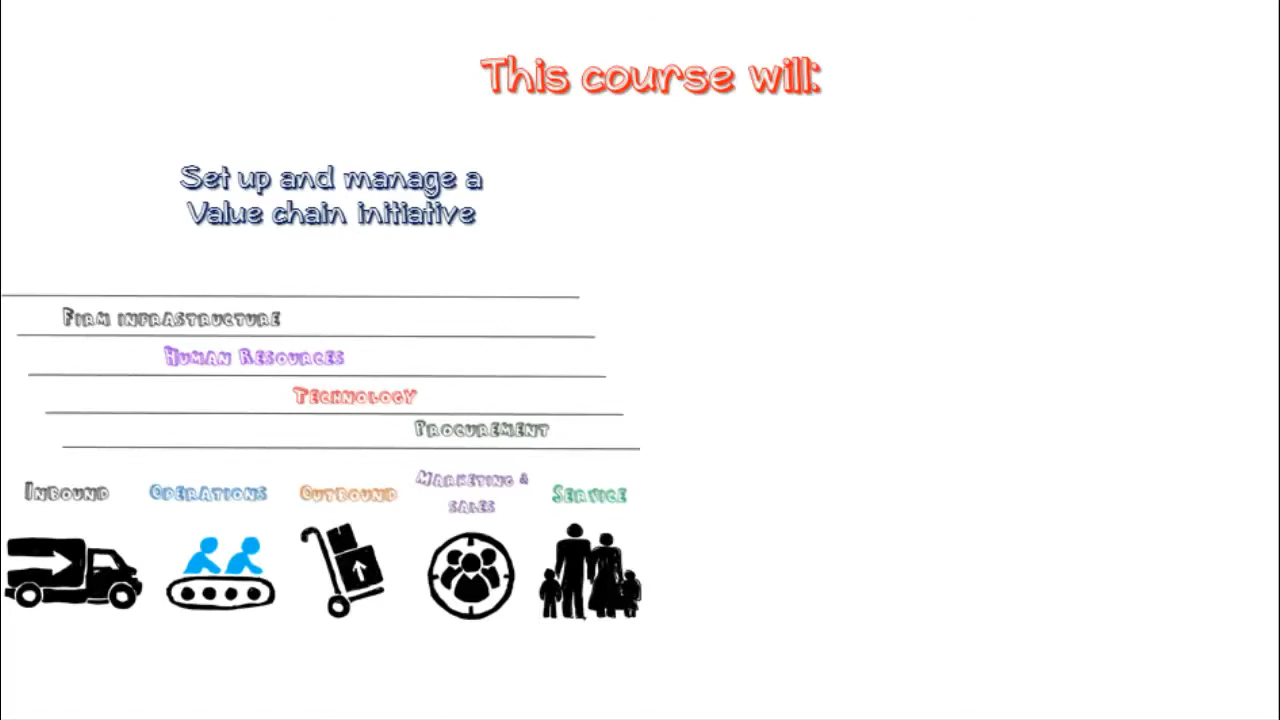 This course will:
Set up and manage a
Value chain initiative
Firm infrastructure
Human Resources
Technology
Procurement
Inbound
Operations
Outbound
Marketing &
sales
Service